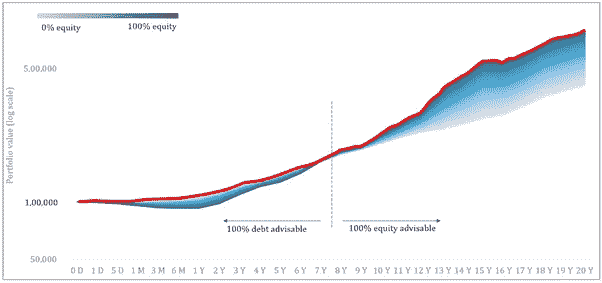 0% equity 100% equity
Portfolio value (log scale)
5,00,000
1,00,000
50,000
100% debt advisable 100% equity advisable
0 D 1 D 5 D 1 M 3 M 6 M 1 Y 2 Y 3 Y 4 Y 5 Y 6 Y 7 Y 8 Y 9 Y 10 Y 11 Y 12 Y 13 Y 14 Y 15 Y 16 Y 17 Y 18 Y 19 Y 20 Y